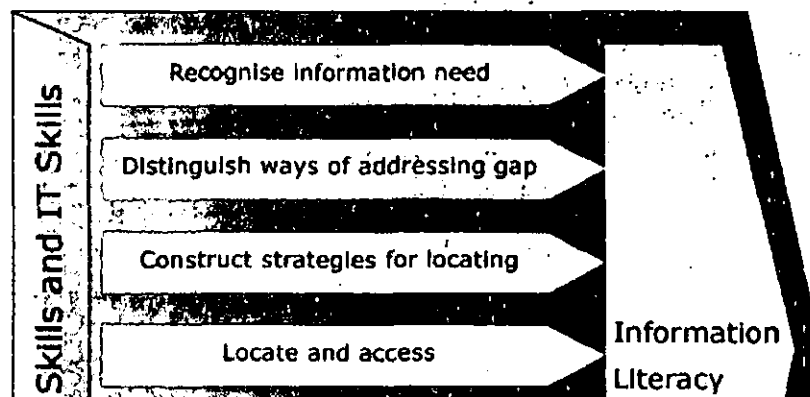 Skills and IT Skills
Recognise information need
Distinguish ways of addressing gap
Construct strategies for locating
Locate and access
Information
Literacy